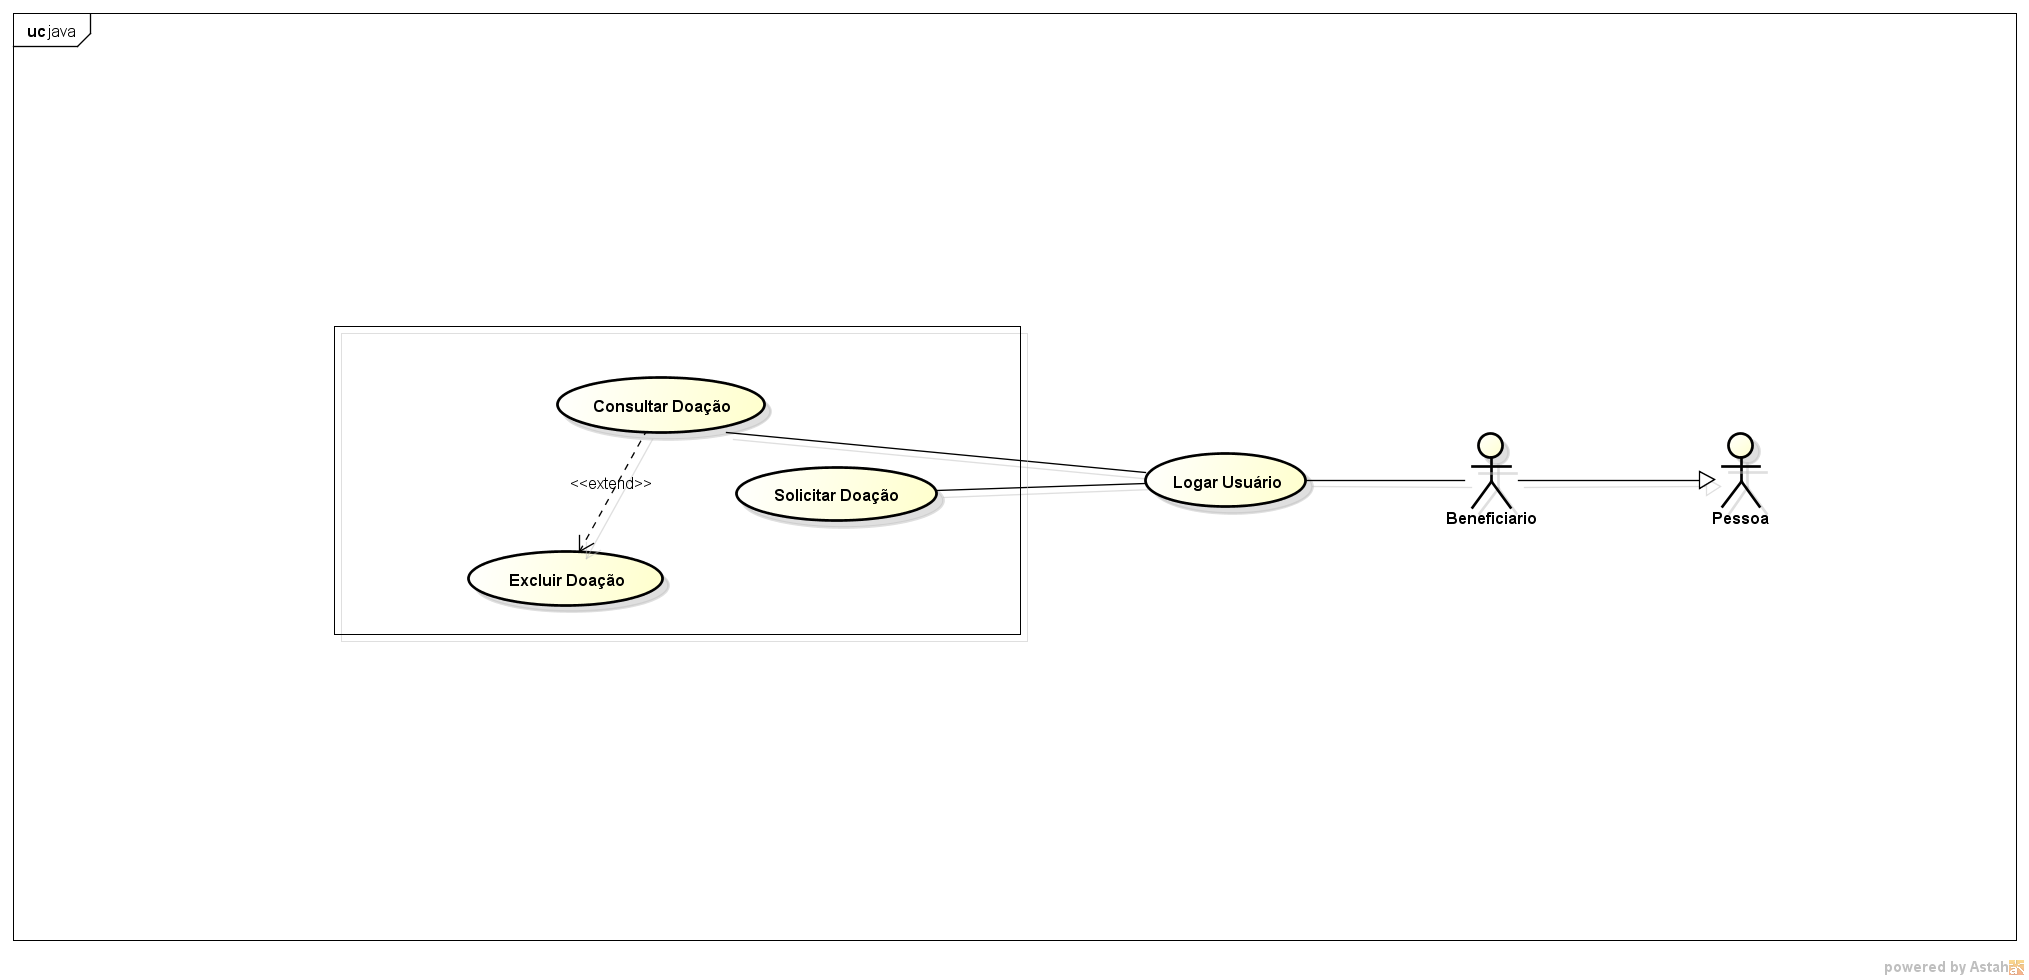 uc java
Consultar Doação
<<extend>>
Solicitar Doação
Logar Usuário
Excluir Doação
Beneficiario
Pessoa
powered by Astah